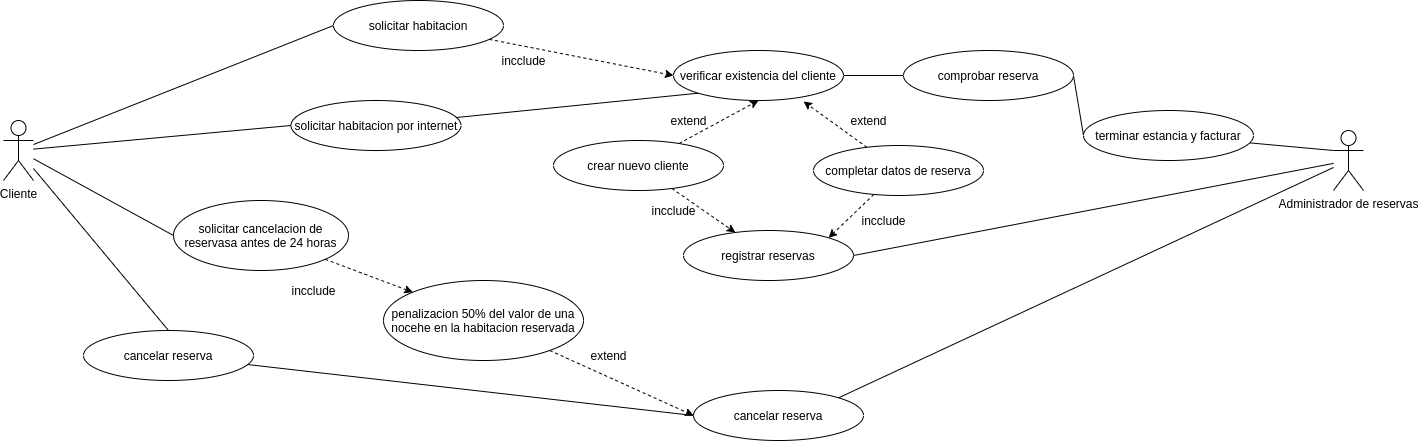 solicitar habitacion
incclude
verificar existencia del cliente
comprobar reserva
solicitar habitacion por internet
extend
extend
terminar estancia y facturar
crear nuevo cliente
completar datos de reserva
Cliente
Administrador de reservas
incclude
incclude
solicitar cancelacion de
reservasa antes de 24 horas
registrar reservas
incclude
penalizacion 50% del valor de una
nocehe en la habitacion reservada
cancelar reserva
extend
cancelar reserva